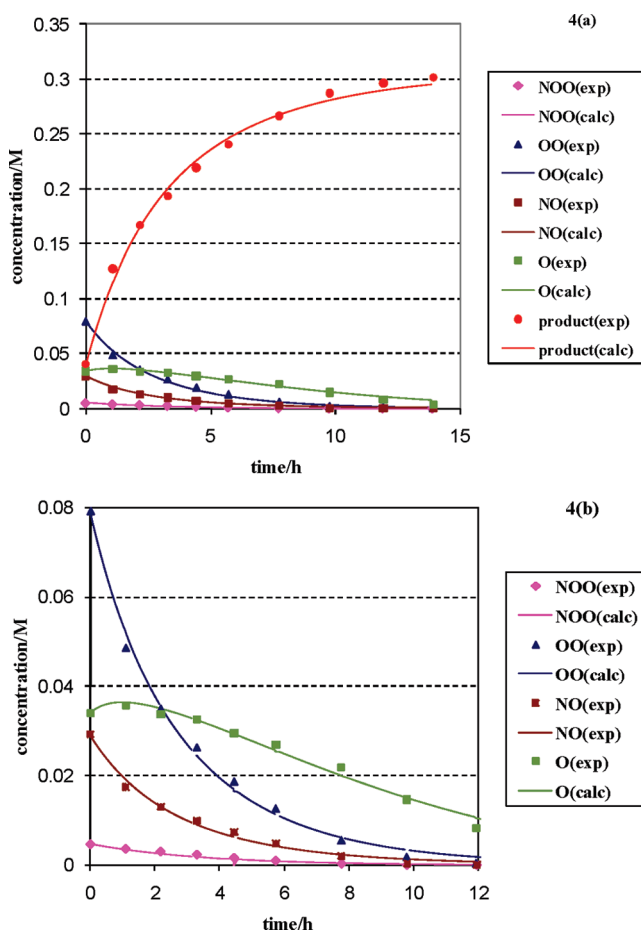 4(a)
0.35
0.3
0.25
0.2
0.15
0.1
0.05
0
concentration/M
0 5 10 15
time/h
NOO(exp)
NOO(calc)
OO(exp)
OO(calc)
NO(exp)
NO(calc)
O(exp)
O(calc)
product(exp)
product(calc)
4(b)
0.08
0.06
0.04
0.02
0
concentration/M
0 2 4 6 8 10 12
time/h
NOO(exp)
NOO(calc)
OO(exp)
OO(calc)
NO(exp)
NO(exp)
O(exp)
O(calc)